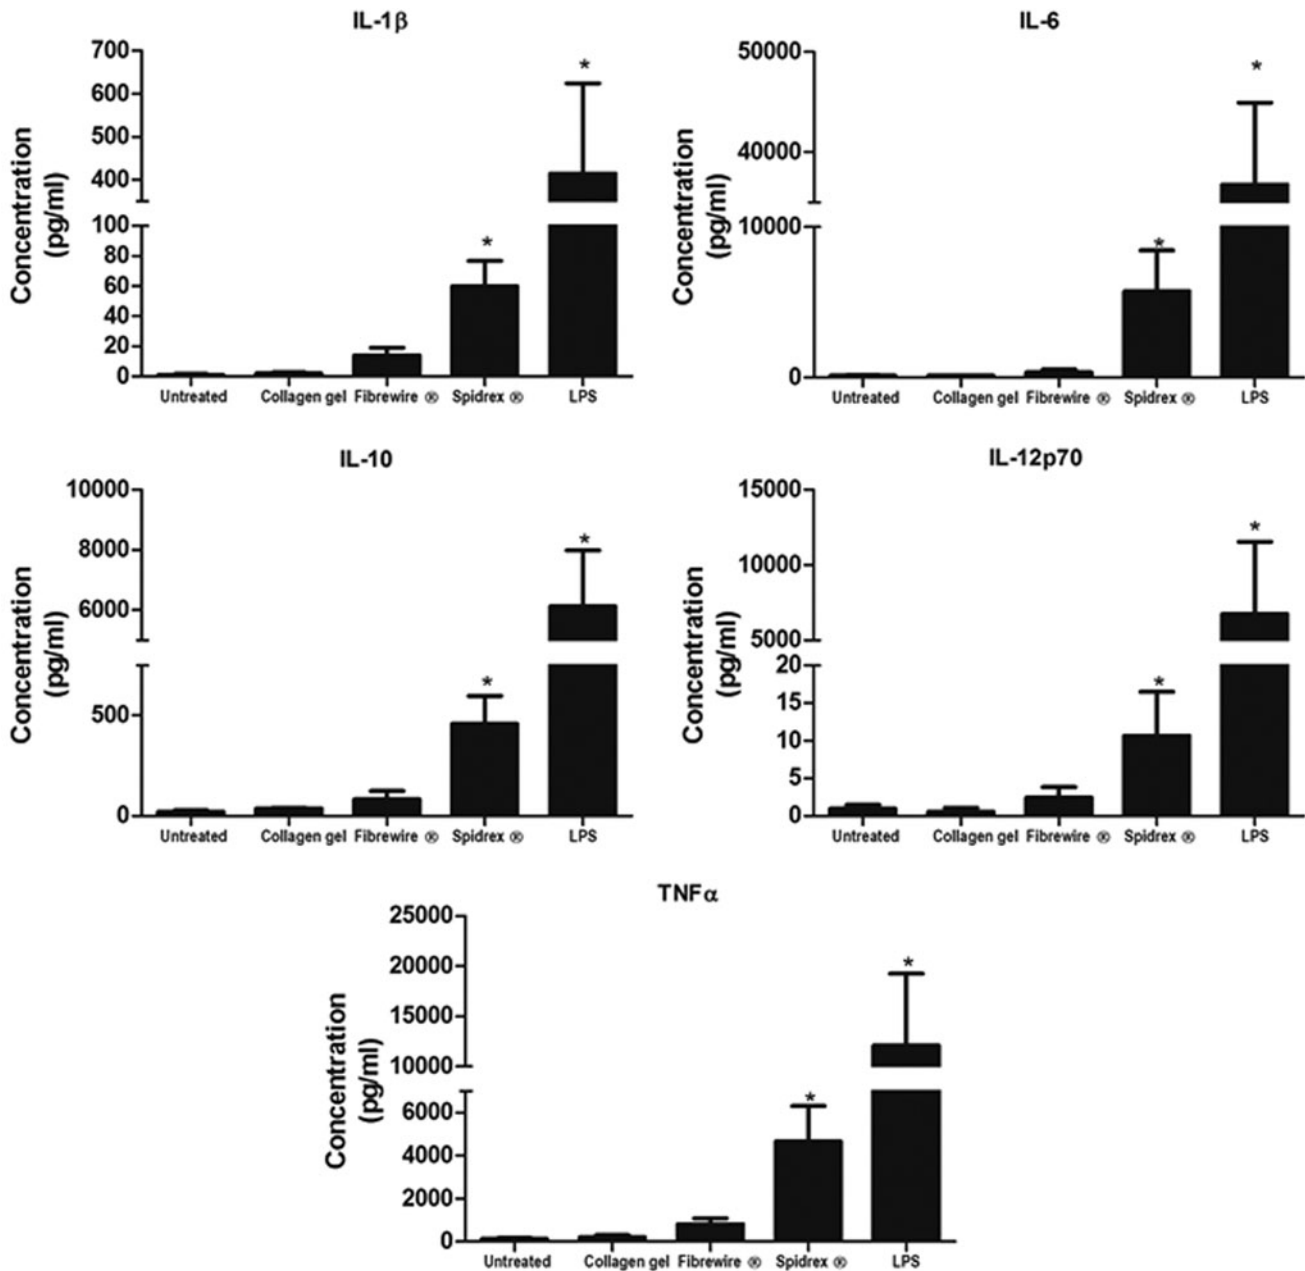 IL-1β
700
600
500
400
100
80
60
40
20
0
Concentration
(pg/ml)
*
*
Untreated Collagen gel Fibrewire ® Spidrex ® LPS
IL-6
50000
40000
10000
0
Concentration
(pg/ml)
*
*
Untreated Collagen gel Fibrewire ® Spidrex ® LPS
IL-10
10000
8000
6000
500
0
Concentration
(pg/ml)
*
*
Untreated Collagen gel Fibrewire ® Spidrex ® LPS
IL-12p70
15000
10000
5000
20
15
10
5
0
Concentration
(pg/ml)
*
*
Untreated Collagen gel Fibrewire ® Spidrex ® LPS
TNFα
25000
20000
15000
10000
6000
4000
2000
0
Concentration
(pg/ml)
*
*
Untreated Collagen gel Fibrewire ® Spidrex ® LPS